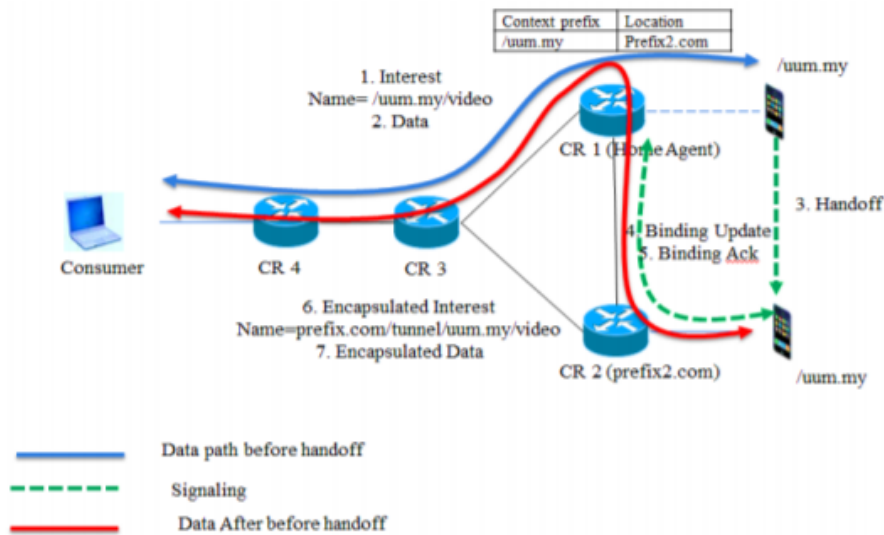 Context prefix Location
/uum.my Prefix2.com
/uum.my
1. Interest
Name= /uum.my/video
2. Data
CR 1 (Home Agent)
3. Handoff
4. Binding Update
5. Binding Ack
Consumer
CR 4
CR 3
6. Encapsulated Interest
Name=prefix.com/tunnel/uum.my/video
7. Encapsulated Data
CR 2 (prefix2.com)
/uum.my
Data path before handoff
Signaling
Data After before handoff